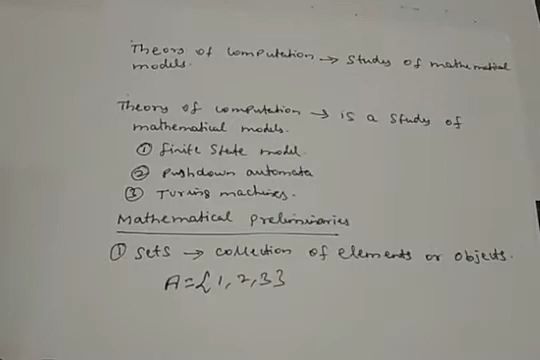 Theory of computation → Study of mathematical
models.
Theory of computation → is a study of
mathematical models.
① finite state model.
② Pushdown automata
③ Turing machines.
Mathematical preliminaries
① Sets → collection of elements or objects.
A={1,2,3}